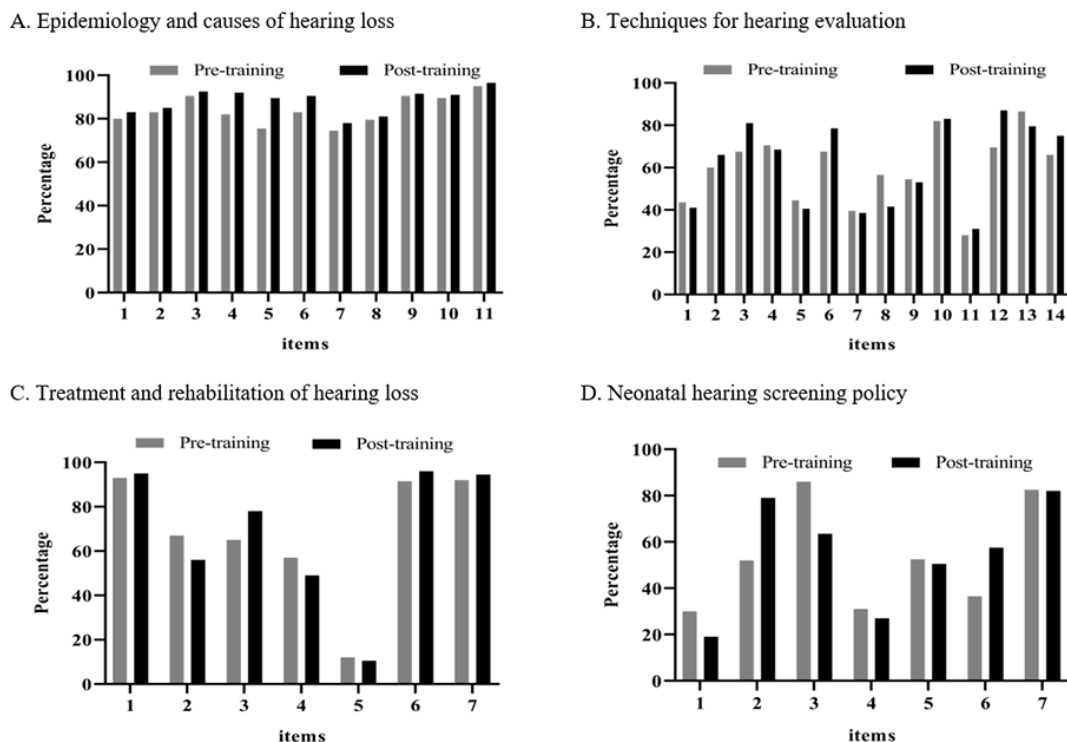 A. Epidemiology and causes of hearing loss
Pre-training Post-training
100
80
60
40
20
0
Percentage
1 2 3 4 5 6 7 8 9 10 11
items
B. Techniques for hearing evaluation
Pre-training Post-training
100
80
60
40
20
0
Percentage
1 2 3 4 5 6 7 8 9 10 11 12 13 14
items
C. Treatment and rehabilitation of hearing loss
Pre-training Post-training
100
80
60
40
20
0
Percentage
1 2 3 4 5 6 7
items
D. Neonatal hearing screening policy
Pre-training Post-training
100
80
60
40
20
0
Percentage
1 2 3 4 5 6 7
items